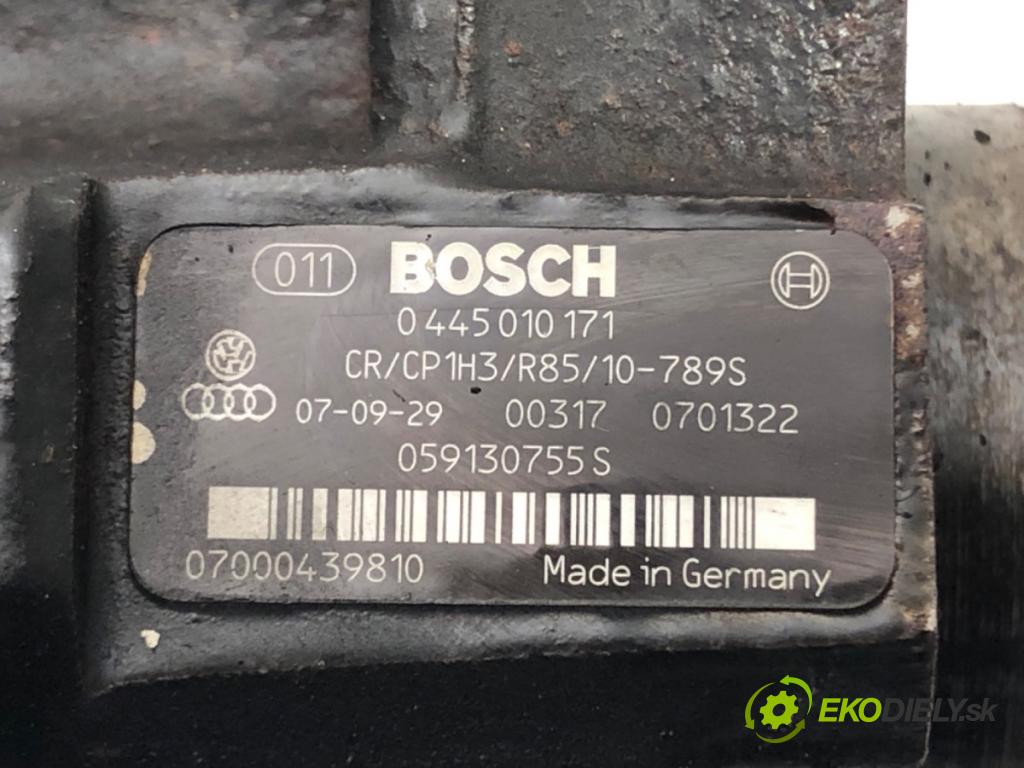 011 BOSCH
0 445 010 171
CR/CP1H3/R85/10-789S
07-09-29 00317 0701322
059130755S
07000439810 Made in Germany
EKODIELY.sk